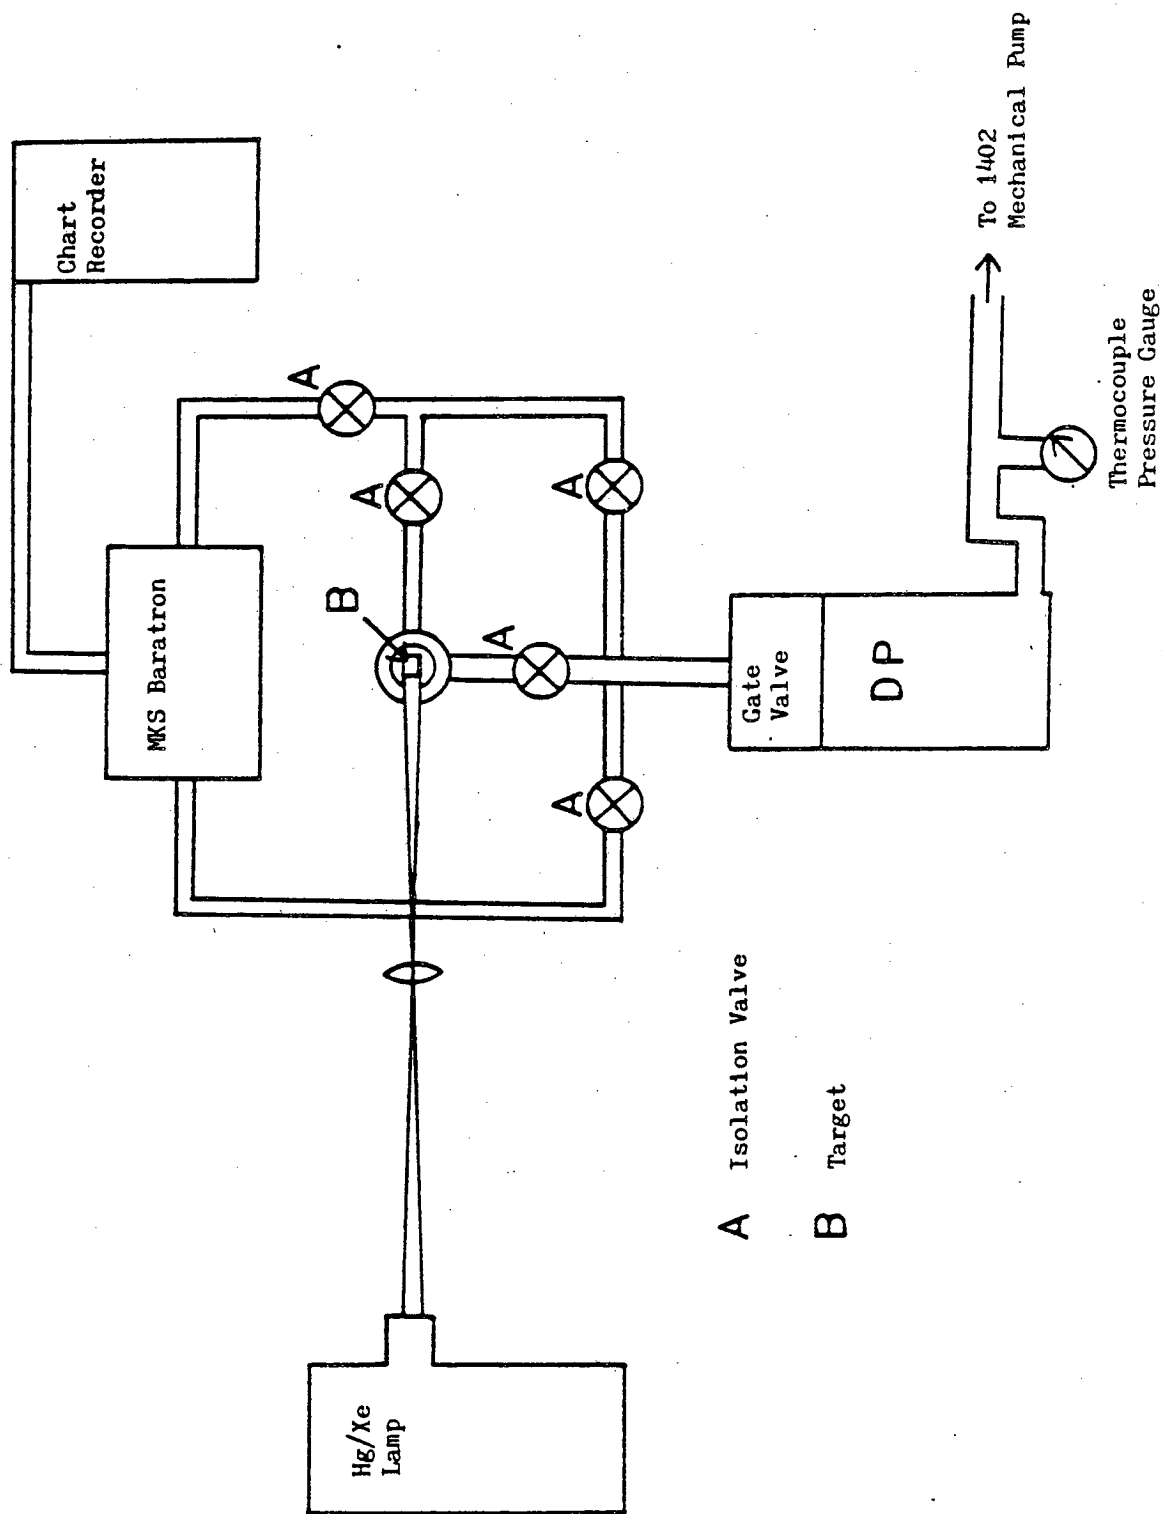 Chart
Recorder
MKS Baratron
A
A
B
A
A
A
Gate
Valve
DP
To 1402
Mechanical Pump
Thermocouple
Pressure Gauge
Hg/Xe
Lamp
A Isolation Valve
B Target